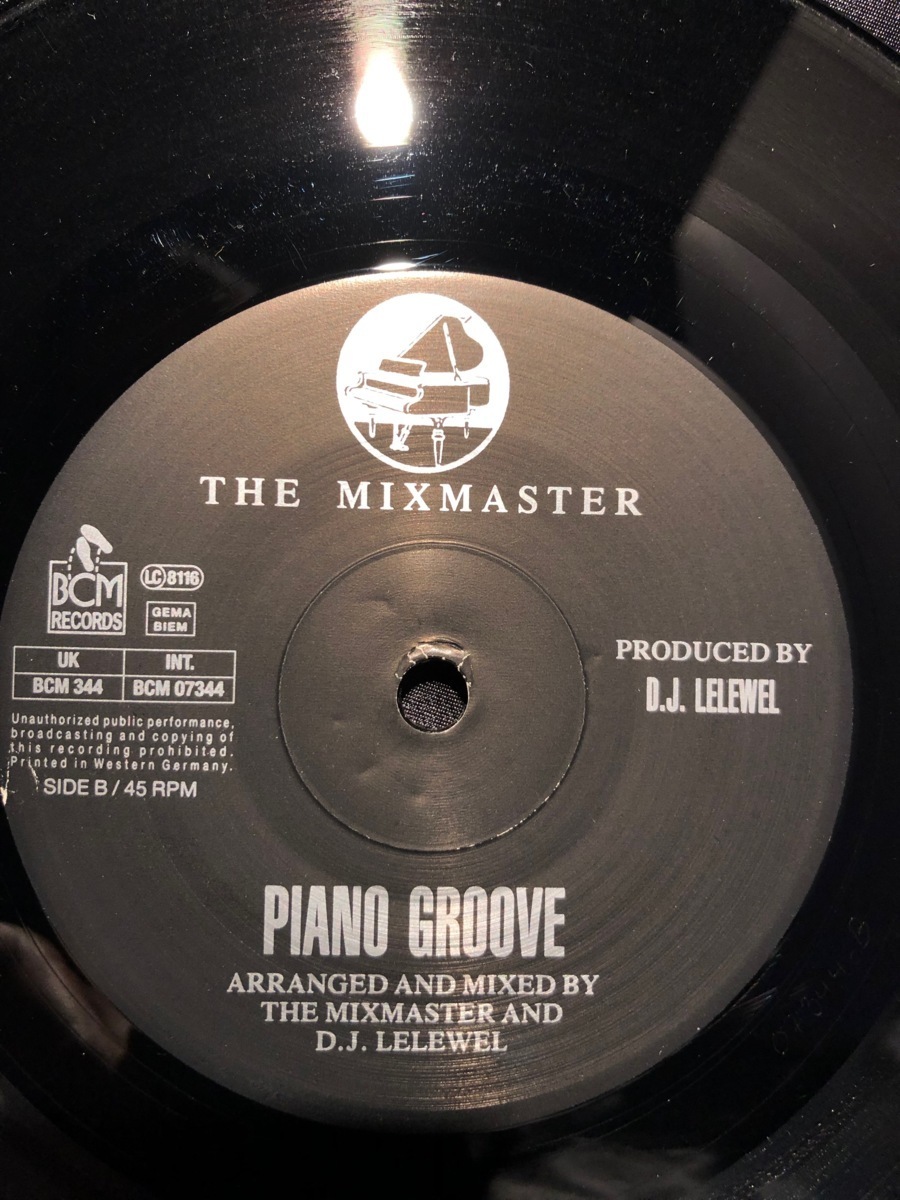 THE MIXMASTER
BCM
RECORDS
LC 8116
GEMA
BIEM
UK INT.
BCM 344 BCM 07344
Unauthorized public performance,
broadcasting and copying of
this recording prohibited.
Printed in Western Germany.
SIDE B / 45 RPM
PRODUCED BY
D.J. LELEWEL
PIANO GROOVE
ARRANGED AND MIXED BY
THE MIXMASTER AND
D.J. LELEWEL